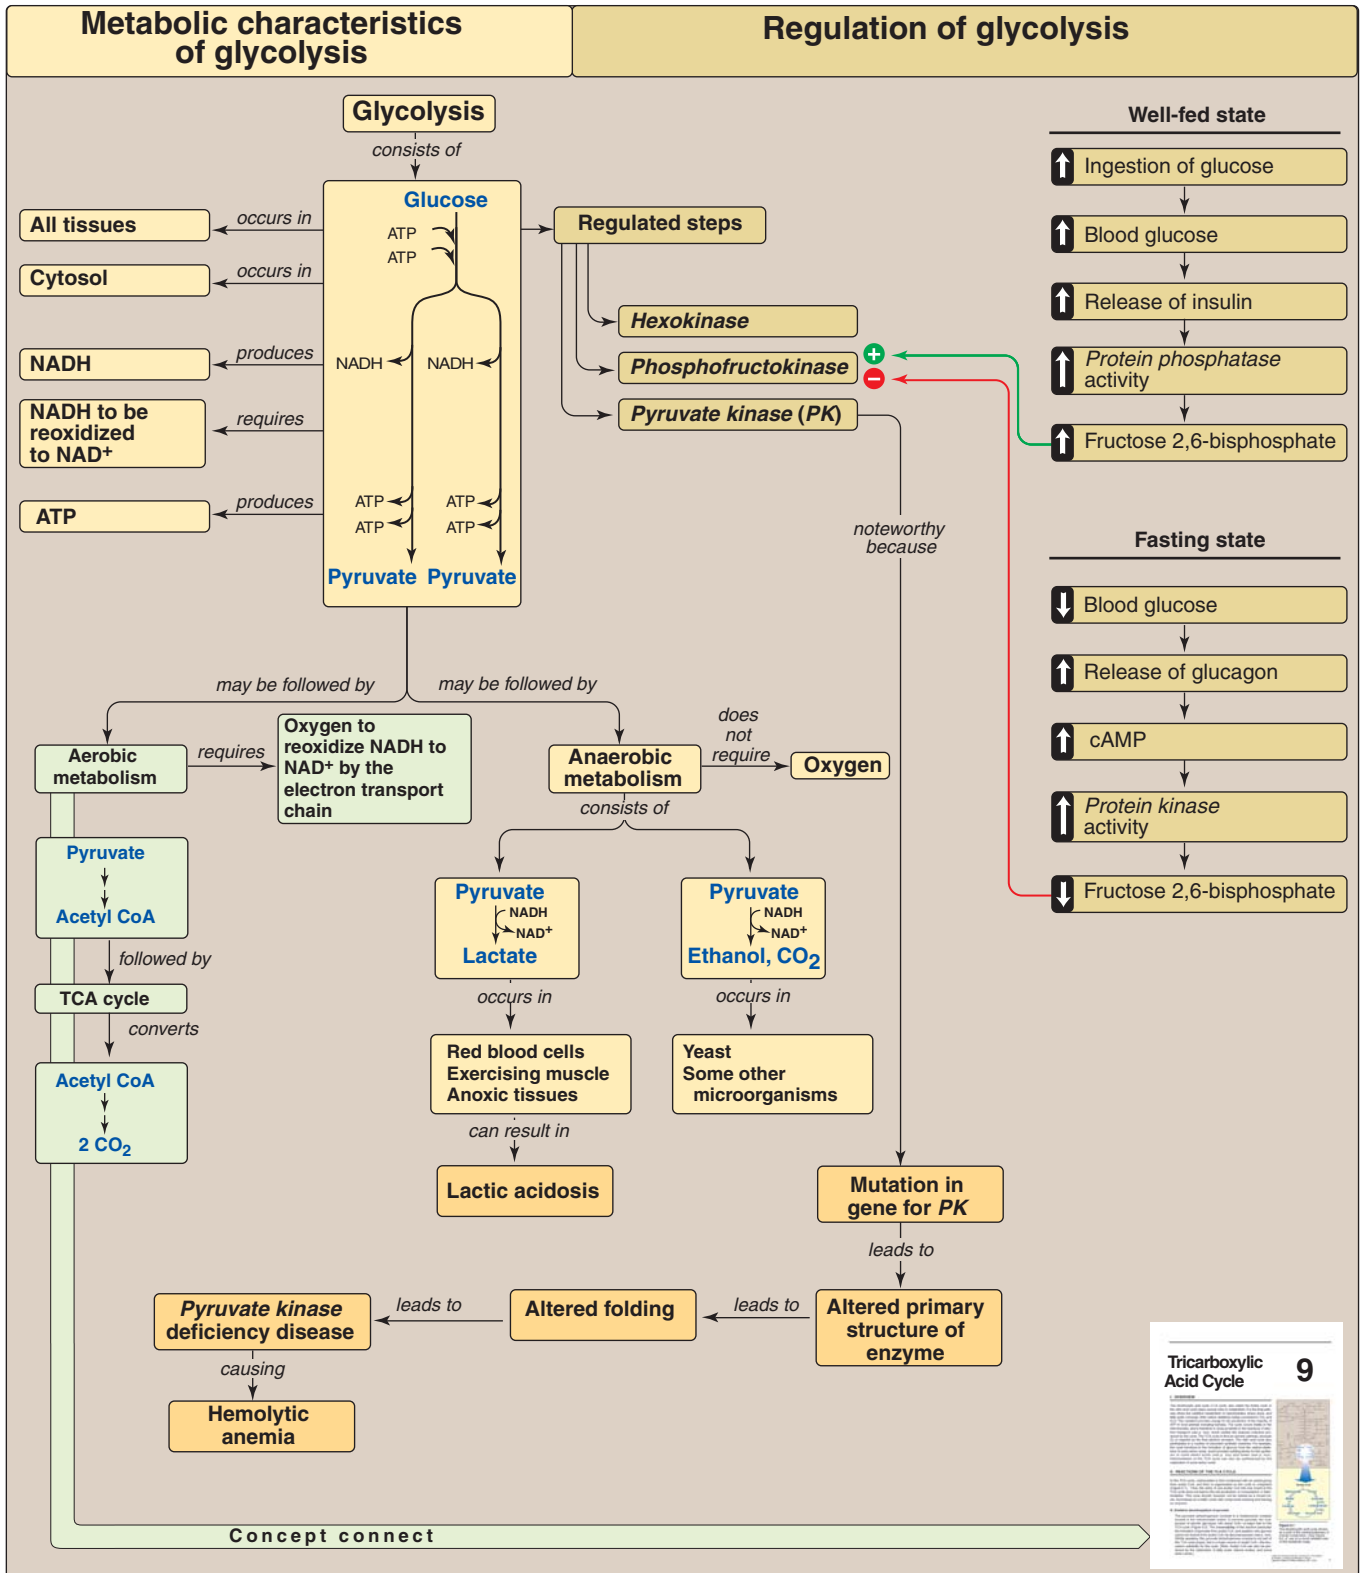 Metabolic characteristics
of glycolysis
Regulation of glycolysis
Glycolysis
consists of
Glucose
ATP
ATP
NADH
NADH
ATP
ATP
ATP
ATP
Pyruvate
Pyruvate
occurs in
All tissues
occurs in
Cytosol
produces
NADH
requires
NADH to be
reoxidized
to NAD+
produces
ATP
Regulated steps
Hexokinase
Phosphofructokinase
+
–
Pyruvate kinase (PK)
noteworthy
because
Well-fed state
Ingestion of glucose
Blood glucose
Release of insulin
Protein phosphatase
activity
Fructose 2,6-bisphosphate
Fasting state
Blood glucose
Release of glucagon
cAMP
Protein kinase
activity
Fructose 2,6-bisphosphate
may be followed by
may be followed by
Aerobic
metabolism
requires
Oxygen to
reoxidize NADH to
NAD+ by the
electron transport
chain
Anaerobic
metabolism
does
not
require
Oxygen
consists of
Pyruvate
Acetyl CoA
followed by
TCA cycle
converts
Acetyl CoA
2 CO2
Pyruvate
NADH
NAD+
Lactate
occurs in
Red blood cells
Exercising muscle
Anoxic tissues
can result in
Lactic acidosis
Pyruvate
NADH
NAD+
Ethanol, CO2
occurs in
Yeast
Some other
microorganisms
Mutation in
gene for PK
leads to
Altered primary
structure of
enzyme
leads to
Altered folding
leads to
Pyruvate kinase
deficiency disease
causing
Hemolytic
anemia
Tricarboxylic
Acid Cycle
9
Concept connect